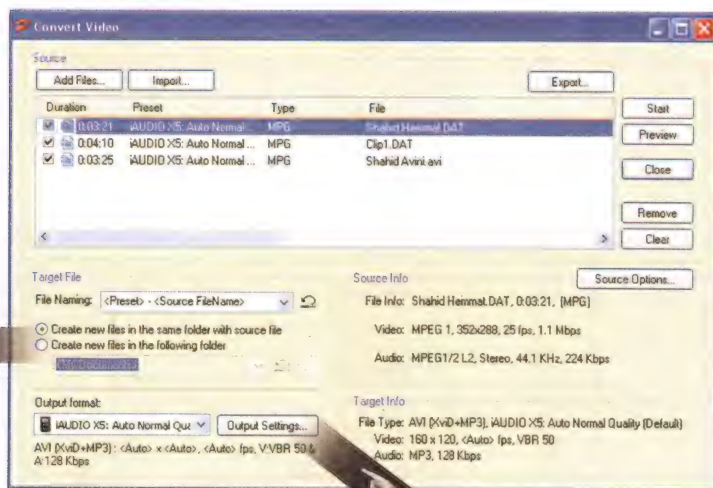 Convert Video
Source
Add Files... Import... Export...
Duration Preset Type File
0:03:21 iAUDIO X5: Auto Normal ... MPG Shahid Hemmat.DAT
0:04:10 iAUDIO X5: Auto Normal ... MPG Clip1.DAT
0:03:25 iAUDIO X5: Auto Normal ... MPG Shahid Avini.avi
Start
Preview
Close
Remove
Clear
Target File
File Naming: <Preset> - <Source FileName>
Create new files in the same folder with source file
Create new files in the following folder
Output format:
iAUDIO X5: Auto Normal Qua Output Settings...
AVI (XviD+MP3) : <Auto> x <Auto>, <Auto> fps, V:VBR 50 &
A:128 Kbps
Source Info Source Options...
File Info: Shahid Hemmat.DAT, 0:03:21, (MPG)
Video: MPEG 1, 352x288, 25 fps, 1.1 Mbps
Audio: MPEG1/2 L2, Stereo, 44.1 KHz, 224 Kbps
Target Info
File Type: AVI (XviD+MP3), iAUDIO X5: Auto Normal Quality (Default)
Video: 160 x 120, <Auto> fps, VBR 50
Audio: MP3, 128 Kbps